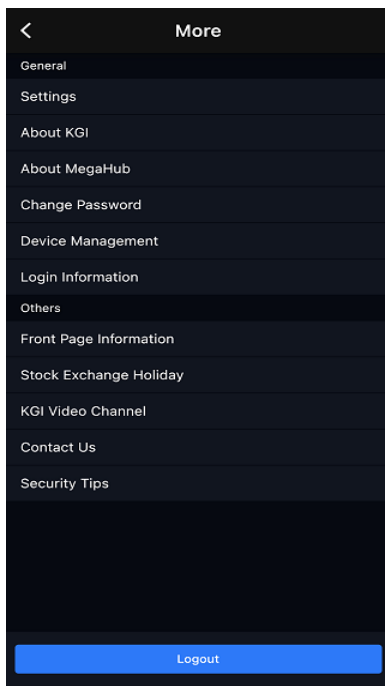 More
General
Settings
About KGI
About MegaHub
Change Password
Device Management
Login Information
Others
Front Page Information
Stock Exchange Holiday
KGI Video Channel
Contact Us
Security Tips
Logout